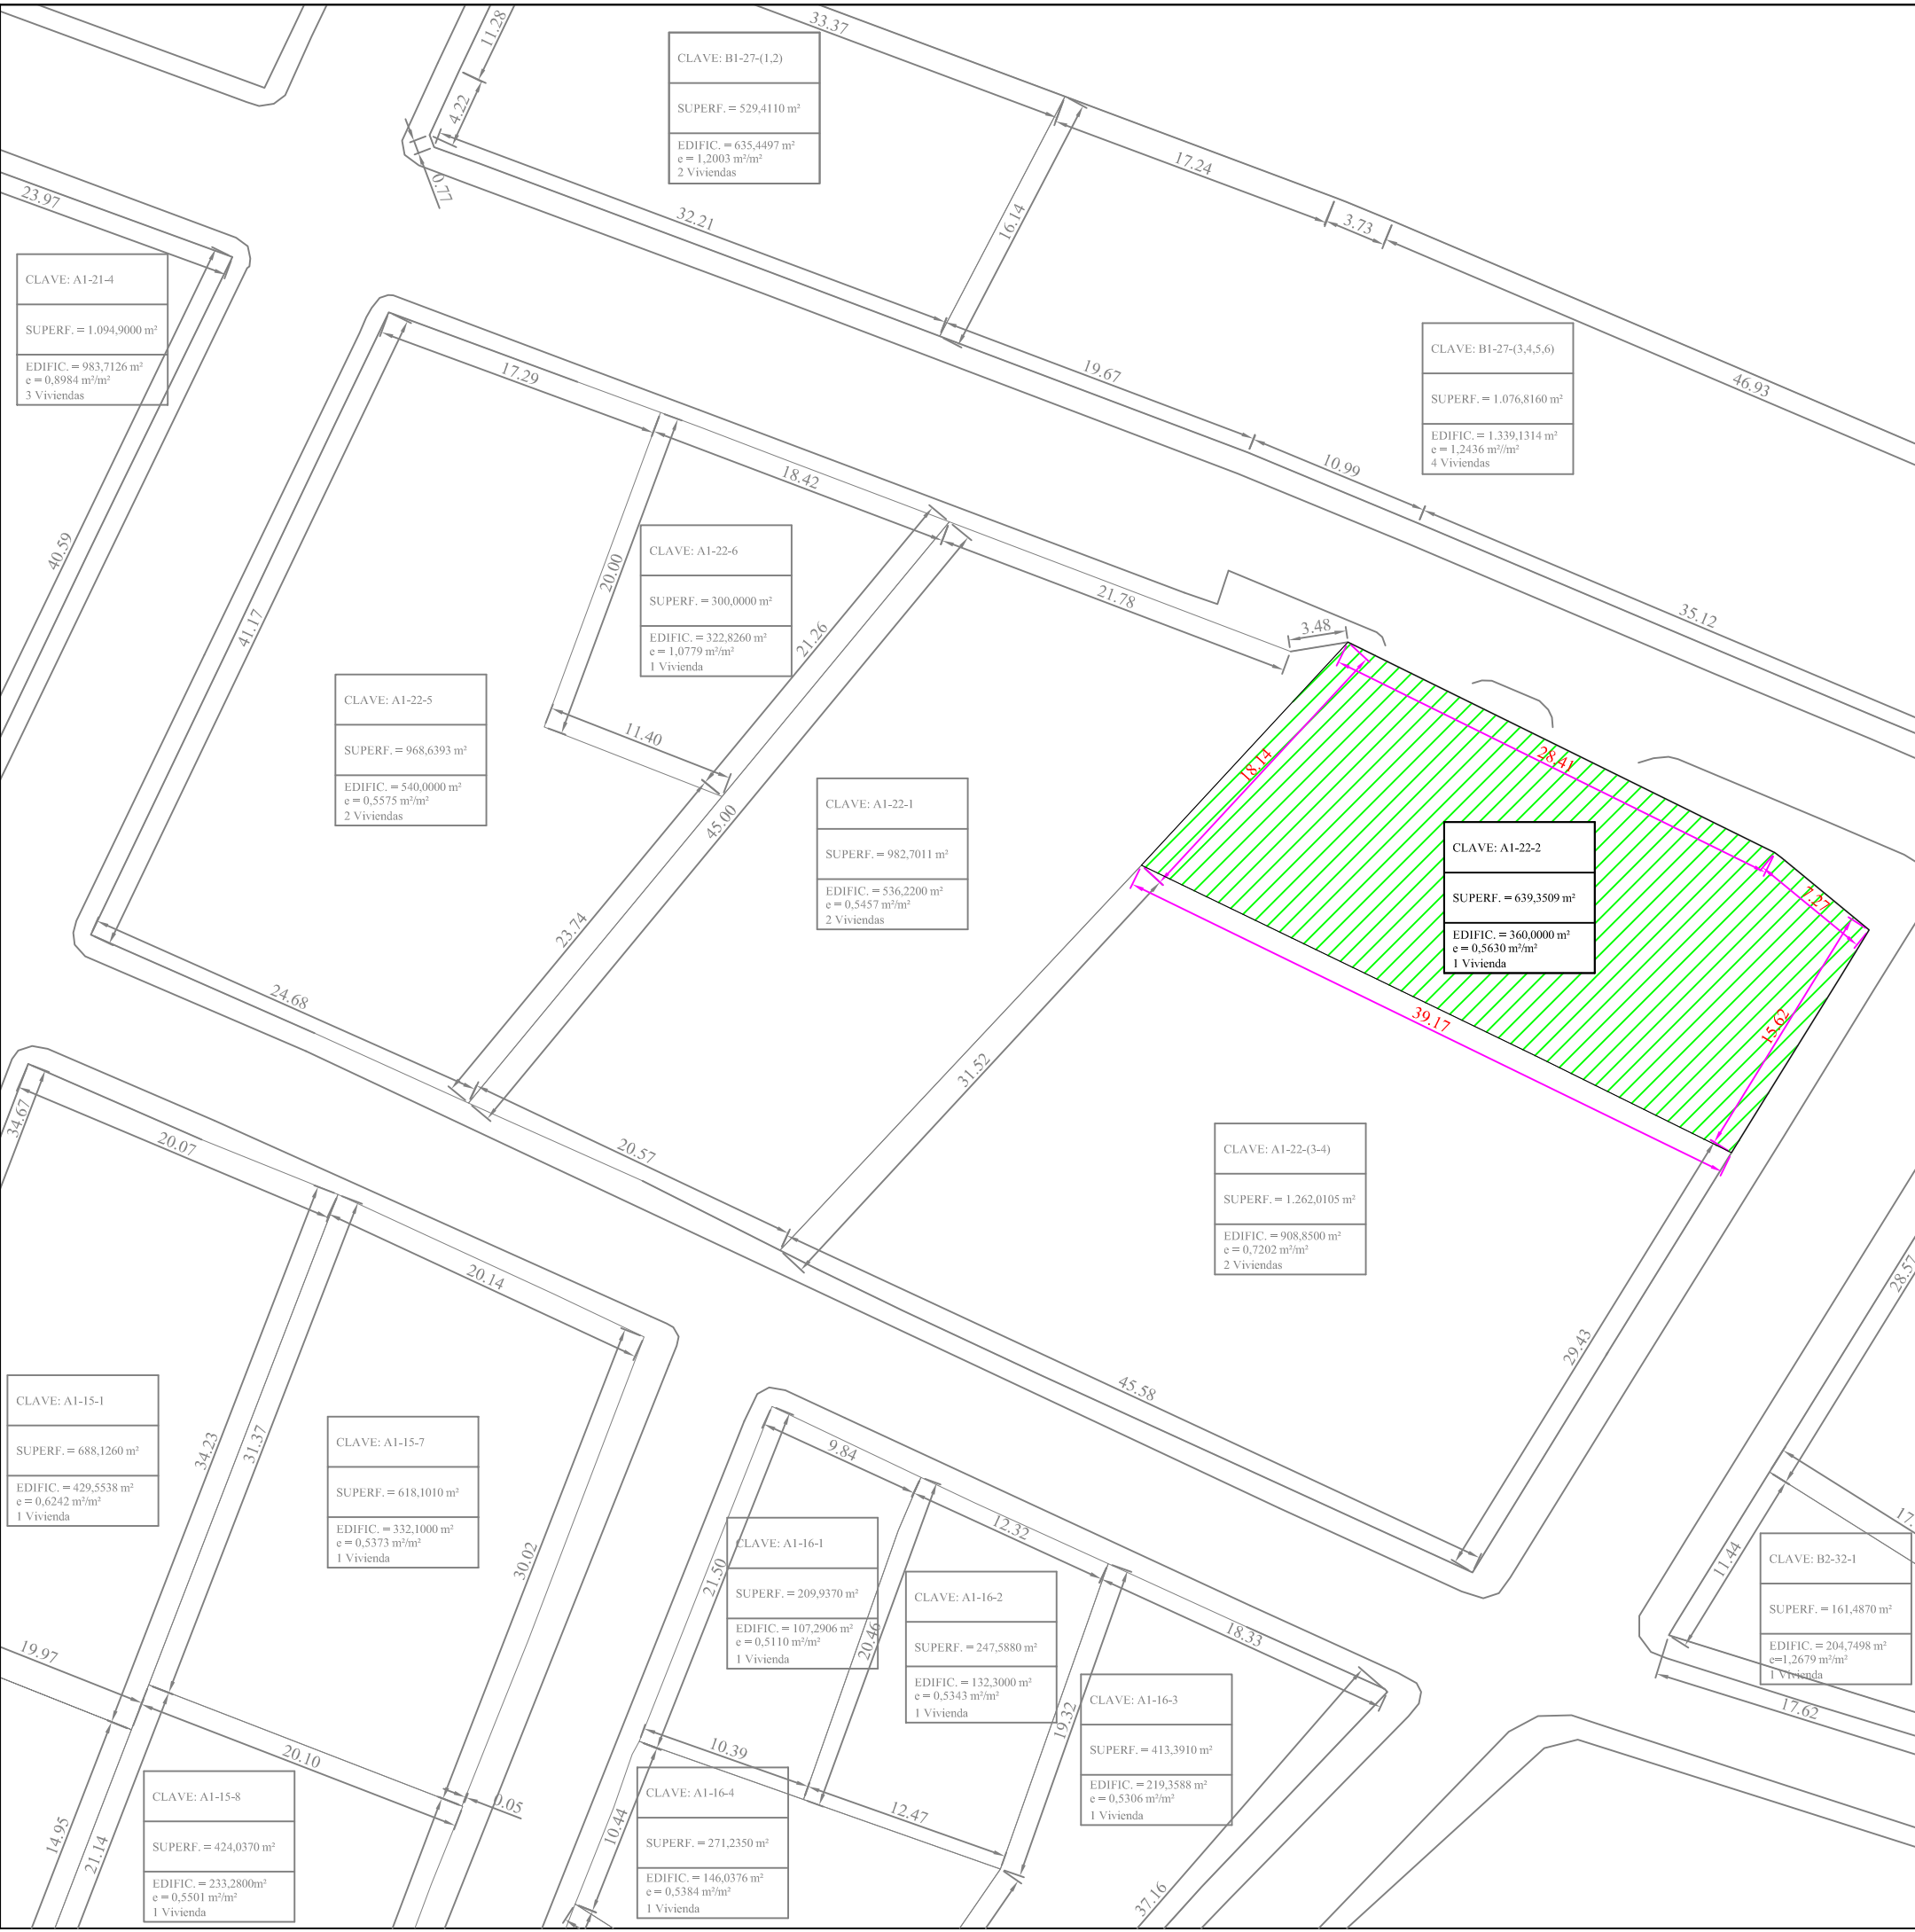 33.37
11.28
CLAVE: B1-27-(1,2)
SUPERF. = 529,4110 m²
EDIFIC. = 635,4497 m²
e = 1,2003 m²/m²
2 Viviendas
4.22
0.77
17.24
3.73
32.21
16.14
23.97
CLAVE: A1-21-4
SUPERF. = 1.094,9000 m²
EDIFIC. = 983,7126 m²
e = 0,8984 m²/m²
3 Viviendas
19.67
46.93
CLAVE: B1-27-(3,4,5,6)
SUPERF. = 1.076,8160 m²
EDIFIC. = 1.339,1314 m²
e = 1,2436 m²//m²
4 Viviendas
17.29
18.42
10.99
40.59
41.17
20.00
CLAVE: A1-22-6
SUPERF. = 300,0000 m²
EDIFIC. = 322,8260 m²
e = 1,0779 m²/m²
1 Vivienda
21.26
21.78
3.48
35.12
CLAVE: A1-22-5
SUPERF. = 968,6393 m²
EDIFIC. = 540,0000 m²
e = 0,5575 m²/m²
2 Viviendas
11.40
45.00
18.14
28.41
CLAVE: A1-22-1
SUPERF. = 982,7011 m²
EDIFIC. = 536,2200 m²
e = 0,5457 m²/m²
2 Viviendas
CLAVE: A1-22-2
SUPERF. = 639,3509 m²
EDIFIC. = 360,0000 m²
e = 0,5630 m²/m²
1 Vivienda
7.27
23.74
24.68
39.17
15.62
31.52
34.67
20.07
20.57
CLAVE: A1-22-(3-4)
SUPERF. = 1.262,0105 m²
EDIFIC. = 908,8500 m²
e = 0,7202 m²/m²
2 Viviendas
20.14
28.57
29.43
45.58
CLAVE: A1-15-1
SUPERF. = 688,1260 m²
EDIFIC. = 429,5538 m²
e = 0,6242 m²/m²
1 Vivienda
34.23
31.37
CLAVE: A1-15-7
SUPERF. = 618,1010 m²
EDIFIC. = 332,1000 m²
e = 0,5373 m²/m²
1 Vivienda
30.02
9.84
12.32
21.50
CLAVE: A1-16-1
SUPERF. = 209,9370 m²
EDIFIC. = 107,2906 m²
e = 0,5110 m²/m²
1 Vivienda
20.46
CLAVE: A1-16-2
SUPERF. = 247,5880 m²
EDIFIC. = 132,3000 m²
e = 0,5343 m²/m²
1 Vivienda
18.33
17.
11.44
CLAVE: B2-32-1
SUPERF. = 161,4870 m²
EDIFIC. = 204,7498 m²
e=1,2679 m²/m²
1 Vivienda
17.62
19.97
20.10
0.05
10.39
19.32
CLAVE: A1-16-3
SUPERF. = 413,3910 m²
EDIFIC. = 219,3588 m²
e = 0,5306 m²/m²
1 Vivienda
CLAVE: A1-15-8
SUPERF. = 424,0370 m²
EDIFIC. = 233,2800m²
e = 0,5501 m²/m²
1 Vivienda
14.95
21.14
10.44
CLAVE: A1-16-4
SUPERF. = 271,2350 m²
EDIFIC. = 146,0376 m²
e = 0,5384 m²/m²
1 Vivienda
12.47
37.16